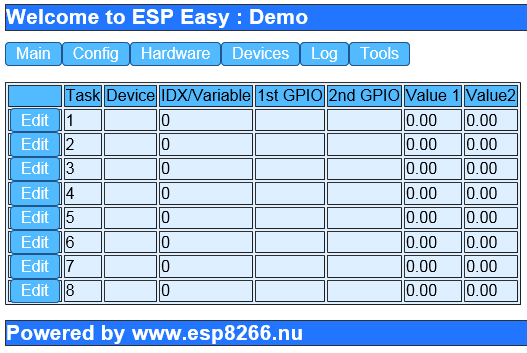 Welcome to ESP Easy : Demo
Main Config Hardware Devices Log Tools
Task Device IDX/Variable 1st GPIO 2nd GPIO Value 1 Value2
Edit 1 0 0.00 0.00
Edit 2 0 0.00 0.00
Edit 3 0 0.00 0.00
Edit 4 0 0.00 0.00
Edit 5 0 0.00 0.00
Edit 6 0 0.00 0.00
Edit 7 0 0.00 0.00
Edit 8 0 0.00 0.00
Powered by www.esp8266.nu